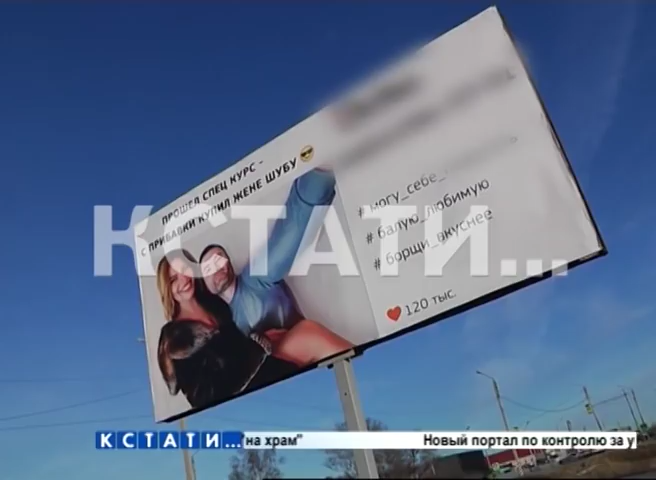 ПРОШЕЛ СПЕЦ КУРС -
С ПРИБАВКИ КУПИЛ ЖЕНЕ ШУБУ 😎
# могу_себе_
# балую_любимую
# борщи_вкуснее
❤ 120 тыс.
КСТАТИ...
КСТАТИ... на храм" Новый портал по контролю за у